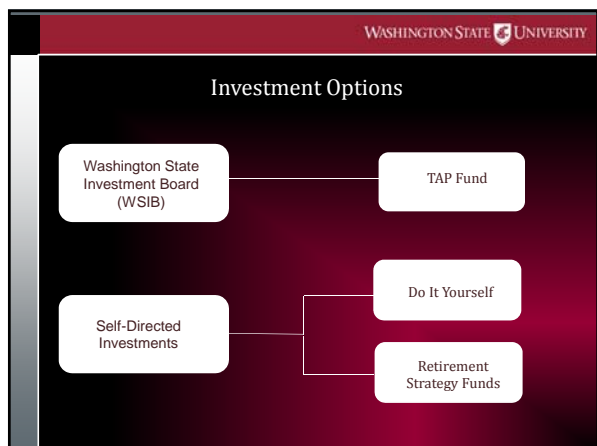 WASHINGTON STATE UNIVERSITY
Investment Options
Washington State
Investment Board
(WSIB)
TAP Fund
Self-Directed
Investments
Do It Yourself
Retirement
Strategy Funds